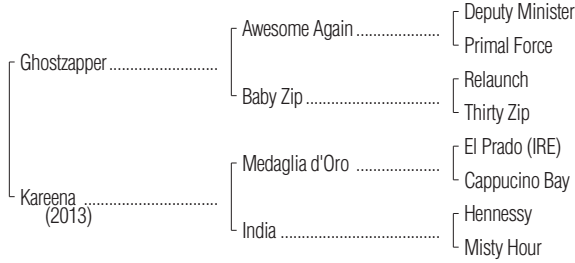 Deputy Minister
Awesome Again ..................
Primal Force
Ghostzapper .......................
Relaunch
Baby Zip .............................
Thirty Zip
El Prado (IRE)
Medaglia d'Oro ..................
Cappucino Bay
Kareena ............................
(2013)
Hennessy
India ..................................
Misty Hour